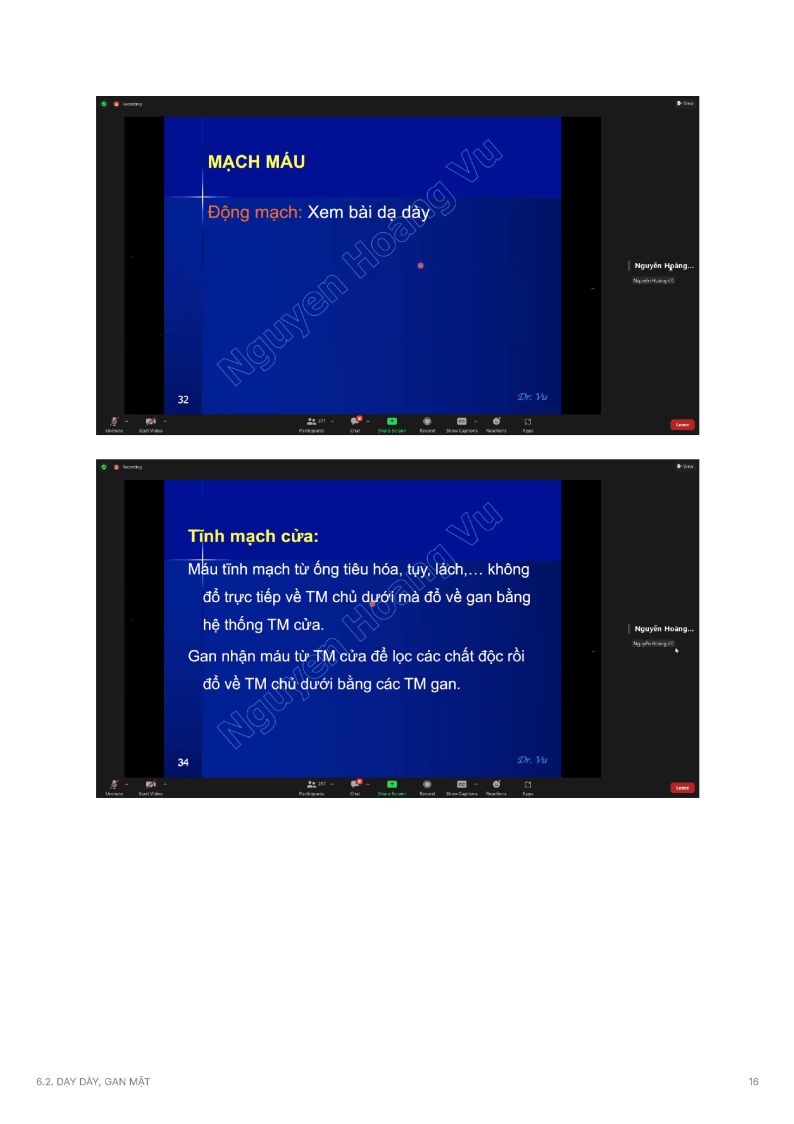 Recording
View
MẠCH MÁU
Động mạch: Xem bài dạ dày
Nguyen Hoang Vu
Nguyễn Hoàng...
Nguyễn Hoàng Vũ
32
Dr. Vu
Unmute
Start Video
Participants
Chat
Share Screen
Record
Show Captions
Reactions
Apps
Leave
Recording
View
Tĩnh mạch cửa:
Máu tĩnh mạch từ ống tiêu hóa, tụy, lách,... không
đổ trực tiếp về TM chủ dưới mà đổ về gan bằng
hệ thống TM cửa.
Gan nhận máu từ TM cửa để lọc các chất độc rồi
đổ về TM chủ dưới bằng các TM gan.
Nguyen Hoang Vu
Nguyễn Hoàng...
Nguyễn Hoàng Vũ
34
Dr. Vu
Unmute
Start Video
267
Participants
Chat
Share Screen
Record
Show Captions
Reactions
Apps
Leave
6.2. DẠY DÀY, GAN MẬT
16